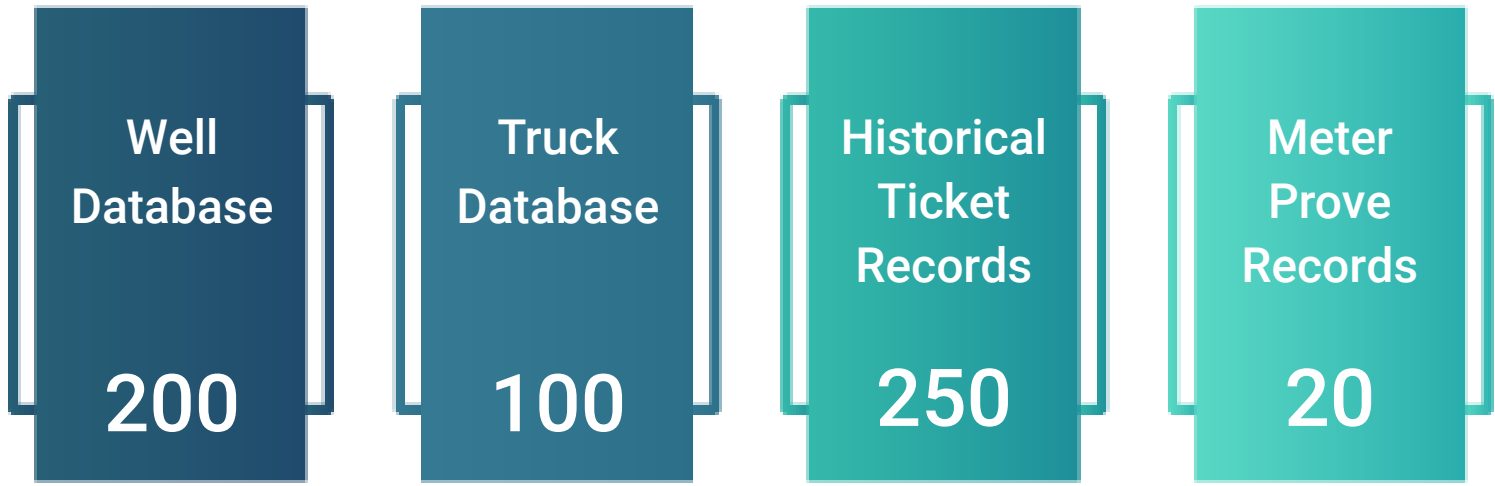 Well
Database
200
Truck
Database
100
Historical
Ticket
Records
250
Meter
Prove
Records
20